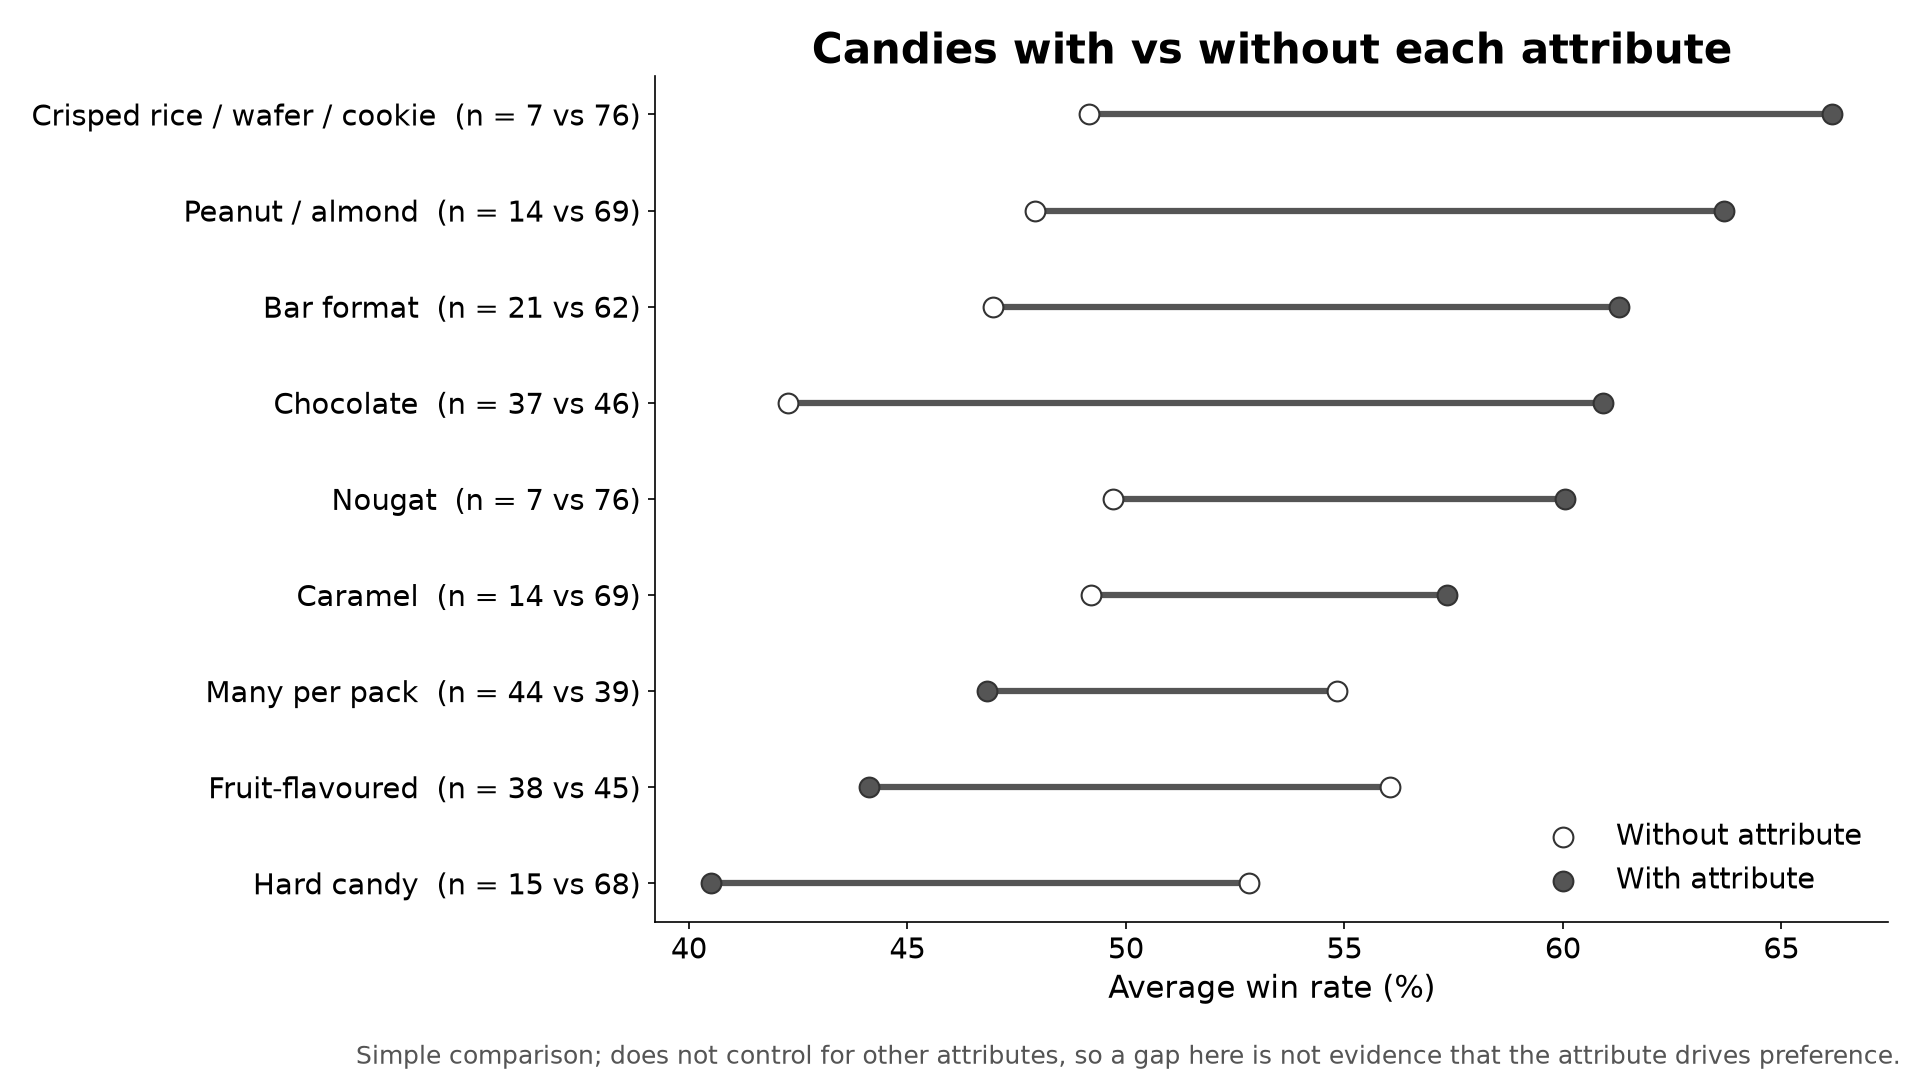 Candies with vs without each attribute
Crisped rice / wafer / cookie (n = 7 vs 76)
Peanut / almond (n = 14 vs 69)
Bar format (n = 21 vs 62)
Chocolate (n = 37 vs 46)
Nougat (n = 7 vs 76)
Caramel (n = 14 vs 69)
Many per pack (n = 44 vs 39)
Fruit-flavoured (n = 38 vs 45)
Hard candy (n = 15 vs 68)
Without attribute
With attribute
40 45 50 55 60 65
Average win rate (%)
Simple comparison; does not control for other attributes, so a gap here is not evidence that the attribute drives preference.